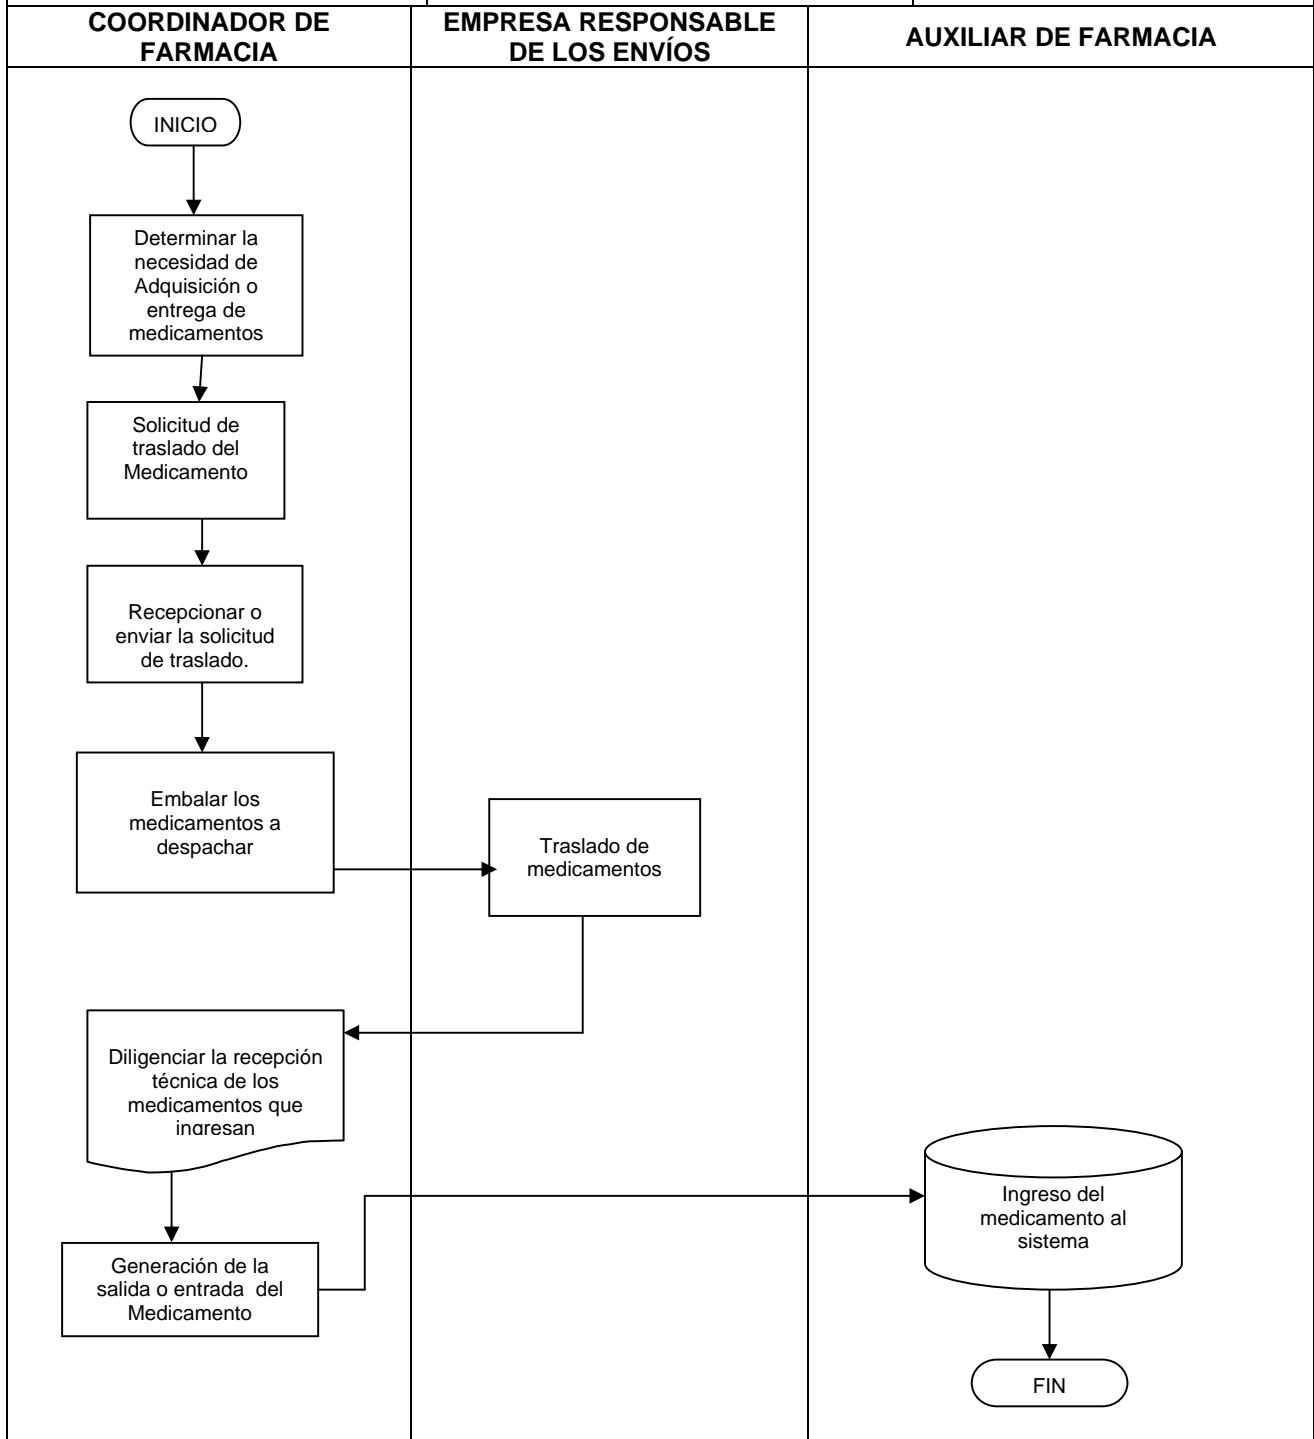 COORDINADOR DE
FARMACIA
EMPRESA RESPONSABLE
DE LOS ENVÍOS
AUXILIAR DE FARMACIA
INICIO
Determinar la
necesidad de
Adquisición o
entrega de
medicamentos
Solicitud de
traslado del
Medicamento
Recepcionar o
enviar la solicitud
de traslado.
Embalar los
medicamentos a
despachar
Traslado de
medicamentos
Diligenciar la recepción
técnica de los
medicamentos que
ingresan
Generación de la
salida o entrada del
Medicamento
Ingreso del
medicamento al
sistema
FIN